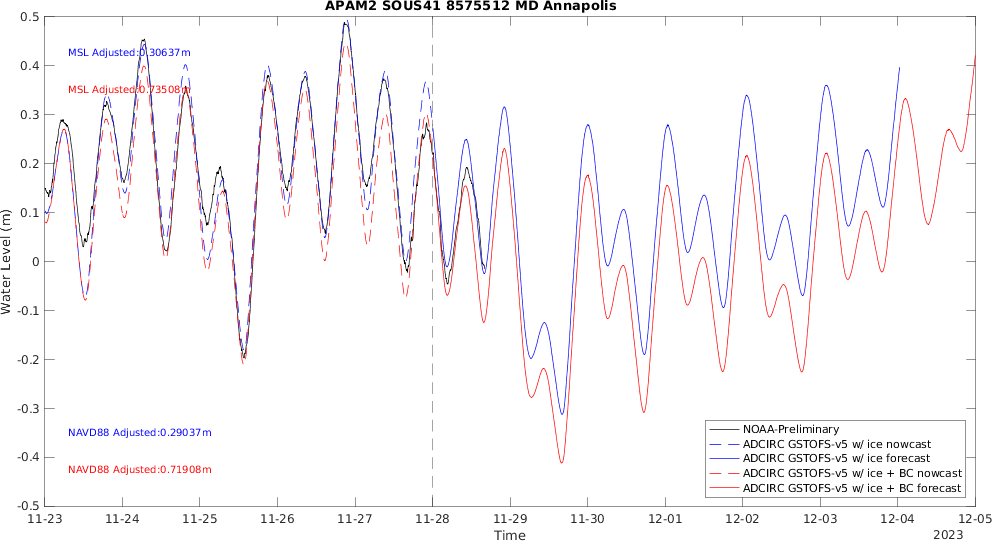 APAM2 SOUS41 8575512 MD Annapolis
0.5
0.4
0.3
0.2
0.1
0
-0.1
-0.2
-0.3
-0.4
-0.5
Water Level (m)
MSL Adjusted:0.30637m
MSL Adjusted:0.73508m
NAVD88 Adjusted:0.29037m
NAVD88 Adjusted:0.71908m
NOAA-Preliminary
ADCIRC GSTOFS-v5 w/ ice nowcast
ADCIRC GSTOFS-v5 w/ ice forecast
ADCIRC GSTOFS-v5 w/ ice + BC nowcast
ADCIRC GSTOFS-v5 w/ ice + BC forecast
11-23 11-24 11-25 11-26 11-27 11-28 11-29 11-30 12-01 12-02 12-03 12-04 12-05
Time
2023